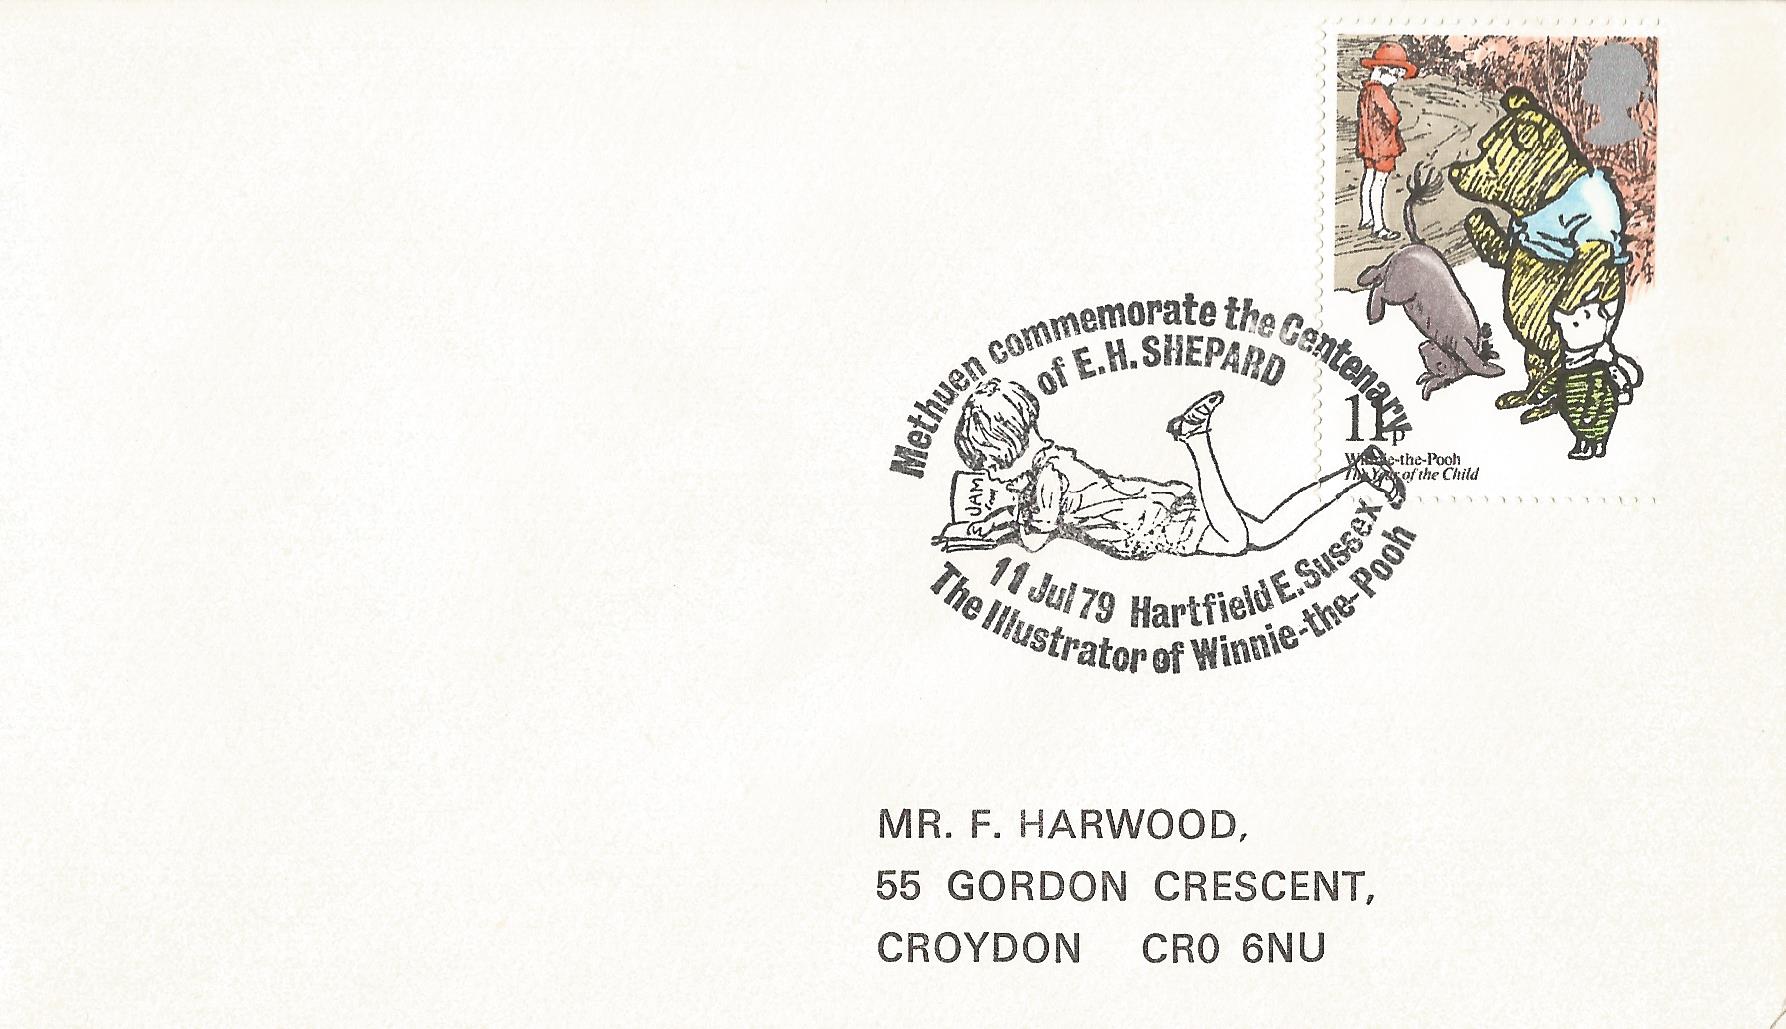 11p
Winnie-the-Pooh
The Year of the Child
Methuen commemorate the Centenary
of E.H. SHEPARD
JAM
11 Jul 79 Hartfield E. Sussex
The Illustrator of Winnie-the-Pooh
MR. F. HARWOOD,
55 GORDON CRESCENT,
CROYDON CR0 6NU